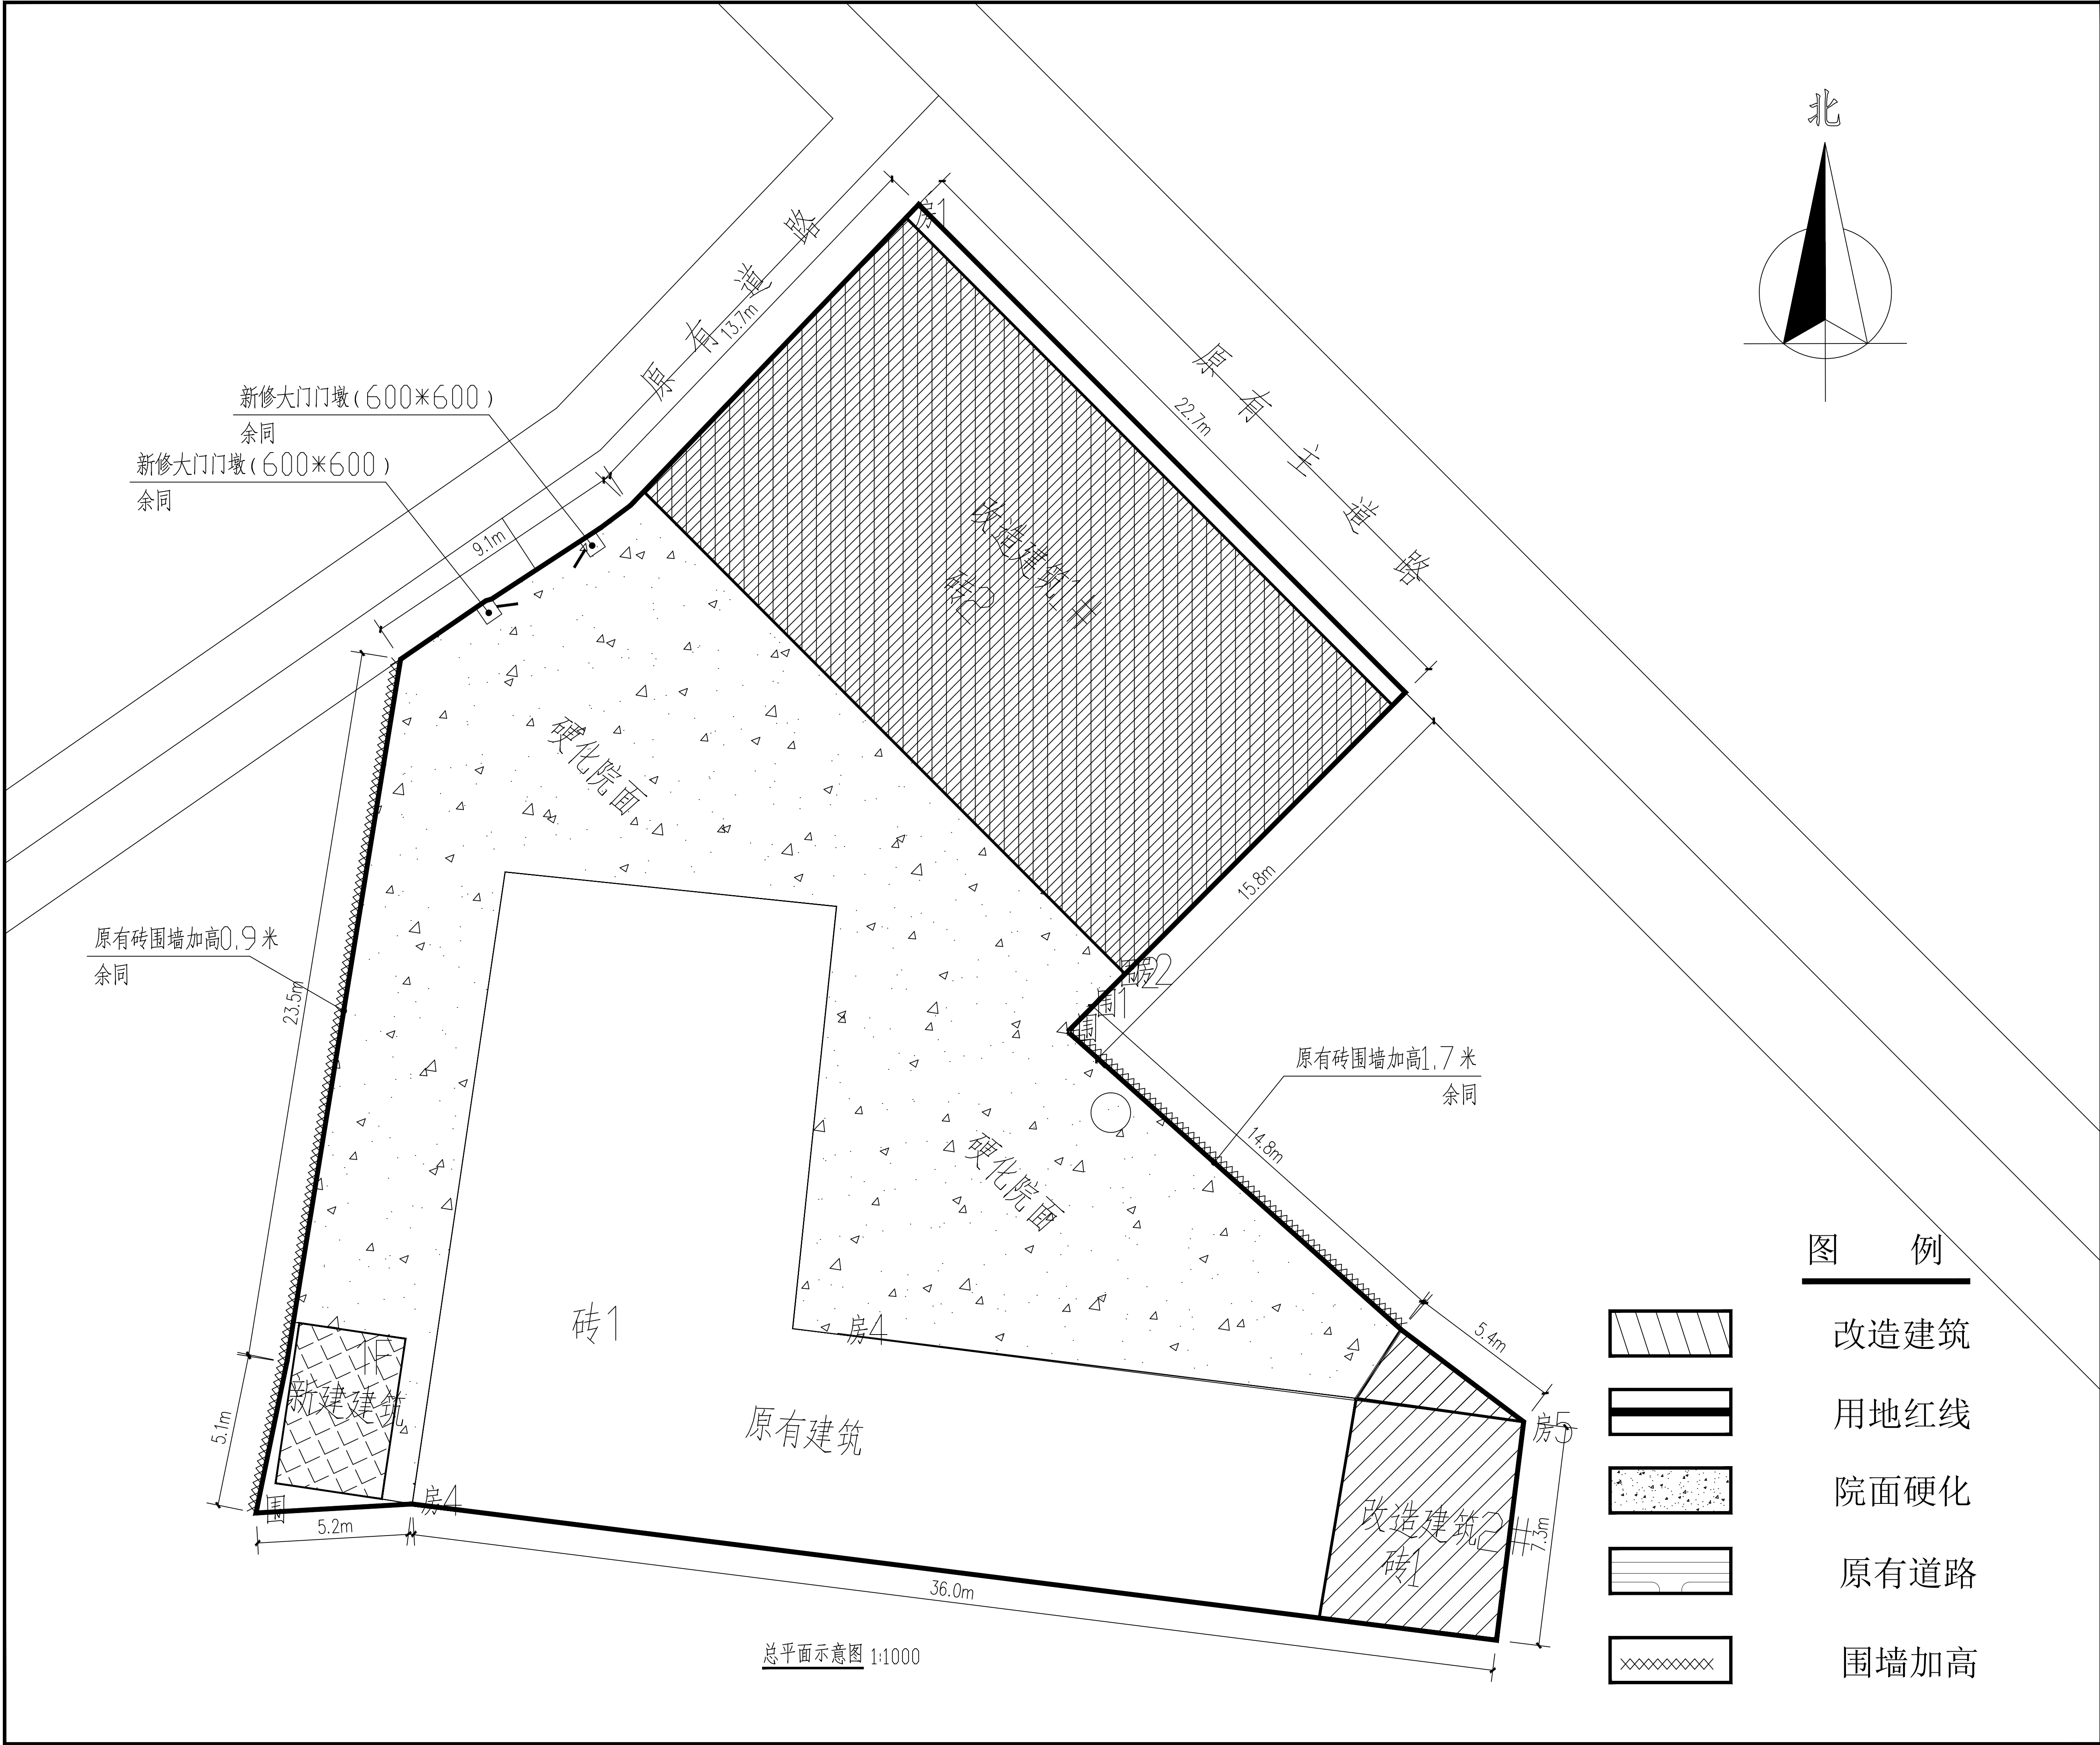 北
房1
原有道路
13.7m
原有主道路
22.7m
新修大门门墩(600*600)
余同
新修大门门墩(600*600)
余同
9.1m
改造建筑1#
砖2
硬化院面
15.8m
原有砖围墙加高0.9米
余同
23.5m
房2
围1
原有砖围墙加高1.7米
余同
14.8m
硬化院面
图 例
砖1
房4
5.4m
改造建筑
1F
新建建筑
5.1m
原有建筑
房5
用地红线
院面硬化
围
房4
5.2m
改造建筑2#
砖1
7.3m
36.0m
原有道路
总平面示意图 1:1000
围墙加高